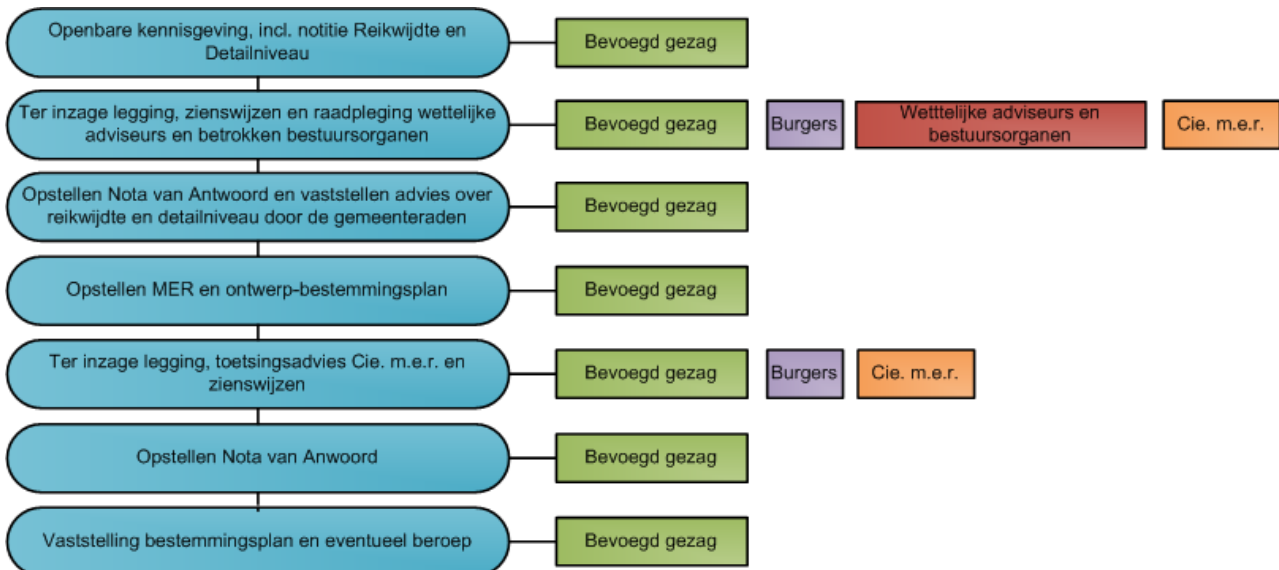 Openbare kennisgeving, incl. notitie Reikwijdte en
Detailniveau
Bevoegd gezag
Ter inzage legging, zienswijzen en raadpleging wettelijke
adviseurs en betrokken bestuursorganen
Bevoegd gezag
Burgers
Wetttelijke adviseurs en
bestuursorganen
Cie. m.e.r.
Opstellen Nota van Antwoord en vaststellen advies over
reikwijdte en detailniveau door de gemeenteraden
Bevoegd gezag
Opstellen MER en ontwerp-bestemmingsplan
Bevoegd gezag
Ter inzage legging, toetsingsadvies Cie. m.e.r. en
zienswijzen
Bevoegd gezag
Burgers
Cie. m.e.r.
Opstellen Nota van Anwoord
Bevoegd gezag
Vaststelling bestemmingsplan en eventueel beroep
Bevoegd gezag